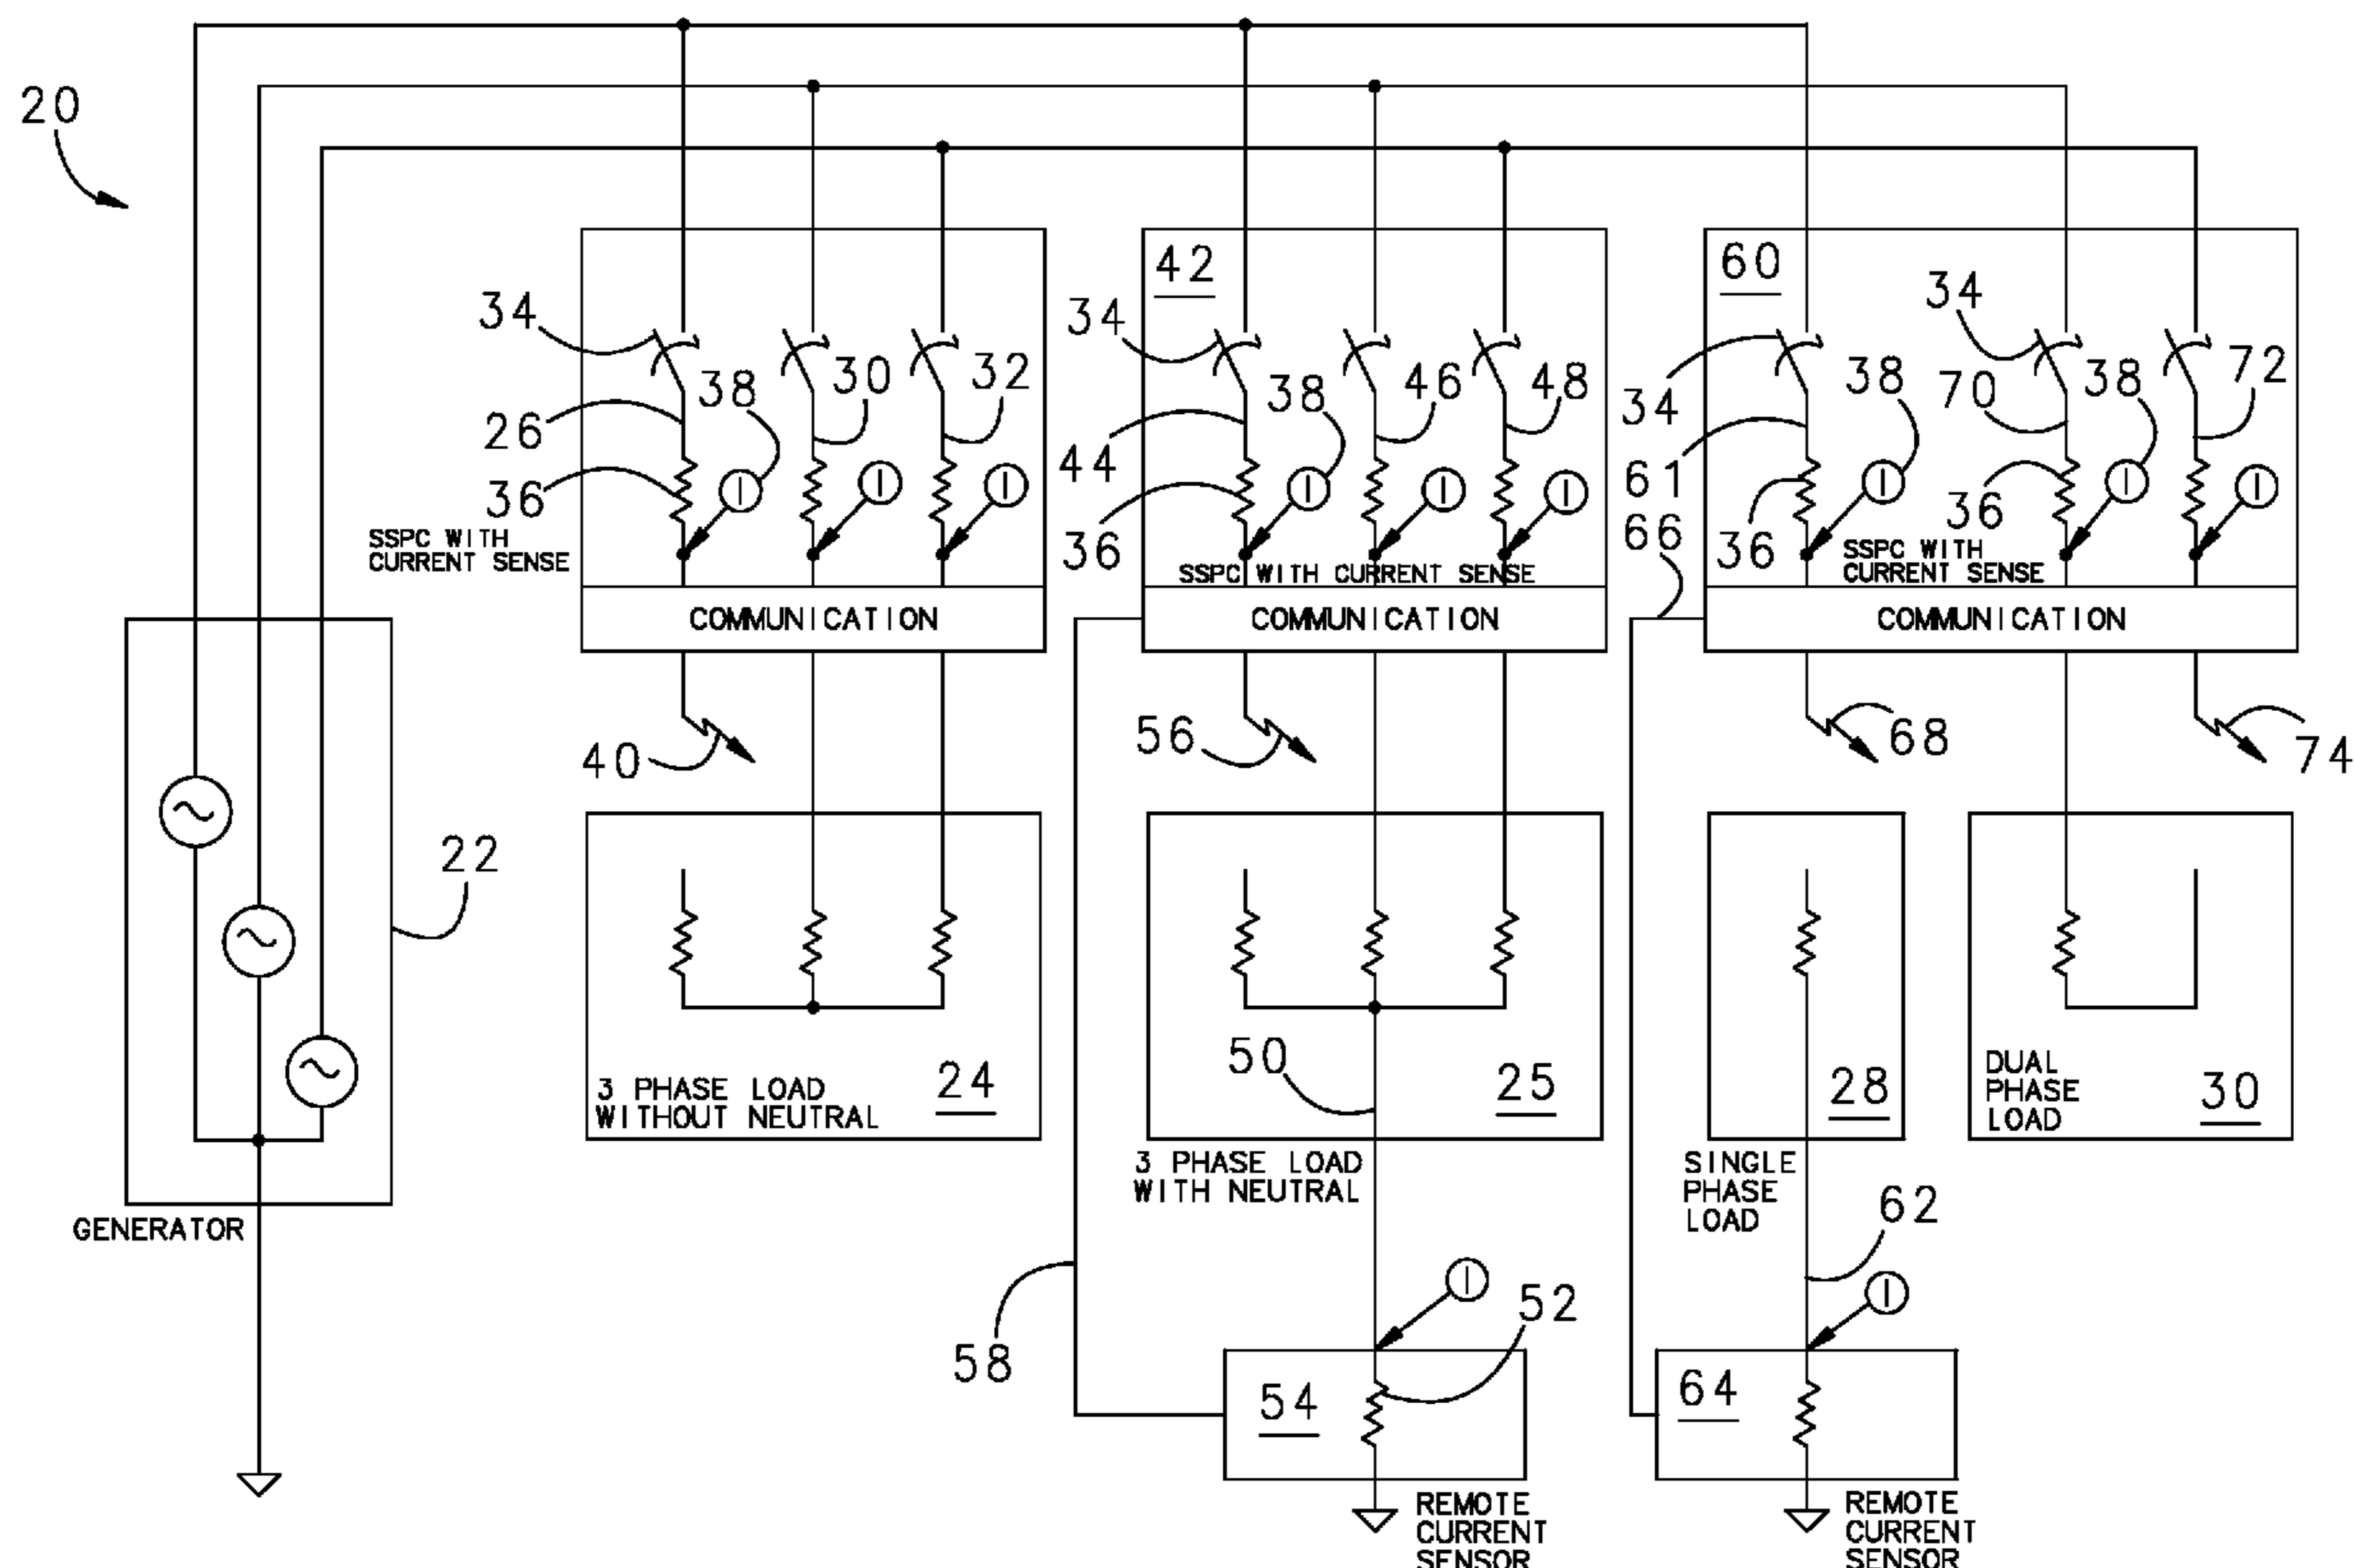 20
42
60
34
34
34
34
38
30
32
38
46
48
38
70
38
72
26
44
61
36
36
36
36
66
SSPC WITH
CURRENT SENSE
SSPC WITH CURRENT SENSE
SSPC WITH
CURRENT SENSE
COMMUNICATION
COMMUNICATION
COMMUNICATION
40
56
68
74
22
3 PHASE LOAD
WITHOUT NEUTRAL
24
50
25
28
DUAL
PHASE
LOAD
30
3 PHASE LOAD
WITH NEUTRAL
SINGLE
PHASE
LOAD
62
GENERATOR
58
52
54
64
REMOTE
CURRENT
SENSOR
REMOTE
CURRENT
SENSOR